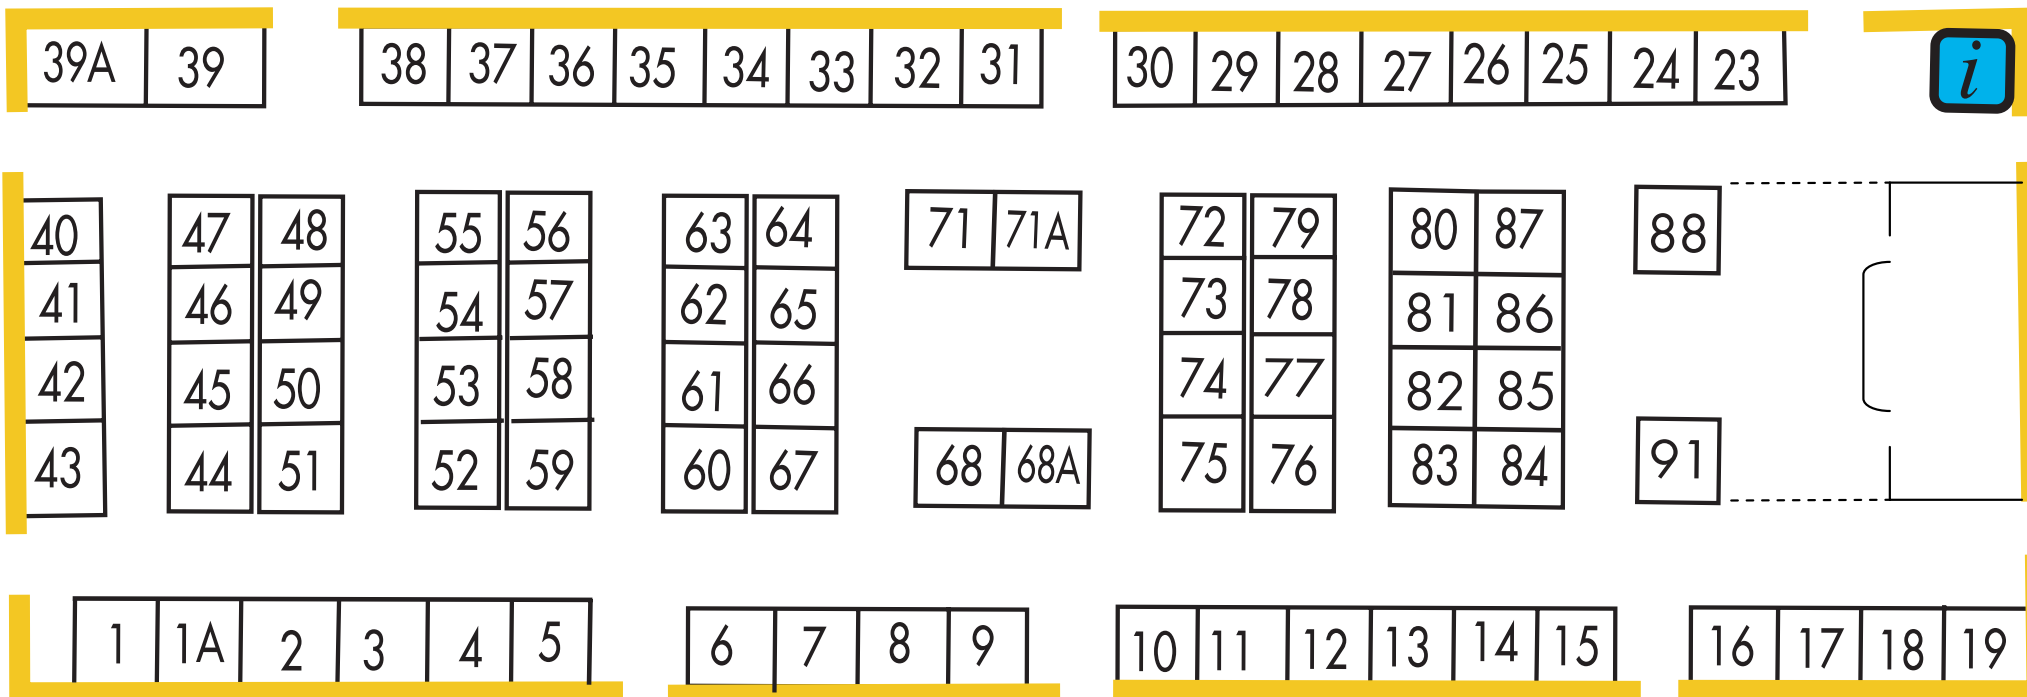 39A 39 38 37 36 35 34 33 32 31 30 29 28 27 26 25 24 23 i
40 47 48 55 56 63 64 71 71A 72 79 80 87 88
41 46 49 54 57 62 65 73 78 81 86
42 45 50 53 58 61 66 74 77 82 85
43 44 51 52 59 60 67 68 68A 75 76 83 84 91
1 1A 2 3 4 5 6 7 8 9 10 11 12 13 14 15 16 17 18 19